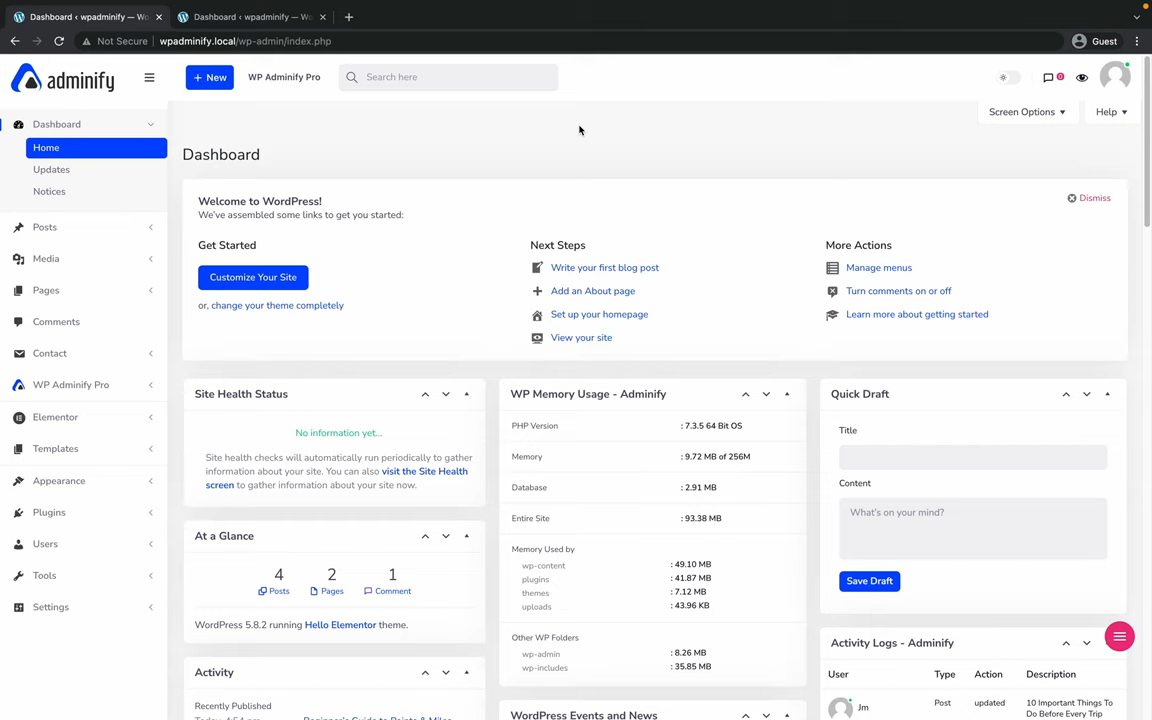 Dashboard ‹ wpadminify — Wo
Dashboard ‹ wpadminify — Wo
Not Secure
wpadminify.local/wp-admin/index.php
Guest
adminify
+ New
WP Adminify Pro
Search here
0
Screen Options
Help
Dashboard
Home
Updates
Notices
Posts
Media
Pages
Comments
Contact
WP Adminify Pro
Elementor
Templates
Appearance
Plugins
Users
Tools
Settings
Dashboard
Welcome to WordPress!
We've assembled some links to get you started:
Dismiss
Get Started
Customize Your Site
or, change your theme completely
Next Steps
Write your first blog post
Add an About page
Set up your homepage
View your site
More Actions
Manage menus
Turn comments on or off
Learn more about getting started
Site Health Status
No information yet...
Site health checks will automatically run periodically to gather
information about your site. You can also visit the Site Health
screen to gather information about your site now.
At a Glance
4
Posts
2
Pages
1
Comment
WordPress 5.8.2 running Hello Elementor theme.
Activity
Recently Published
WP Memory Usage - Adminify
PHP Version : 7.3.5 64 Bit OS
Memory : 9.72 MB of 256M
Database : 2.91 MB
Entire Site : 93.38 MB
Memory Used by
wp-content : 49.10 MB
plugins : 41.87 MB
themes : 7.12 MB
uploads : 43.96 KB
Other WP Folders
wp-admin : 8.26 MB
wp-includes : 35.85 MB
WordPress Events and News
Quick Draft
Title
Content
What's on your mind?
Save Draft
Activity Logs - Adminify
User Type Action Description
Jm Post updated 10 Important Things To
Do Before Every Trip